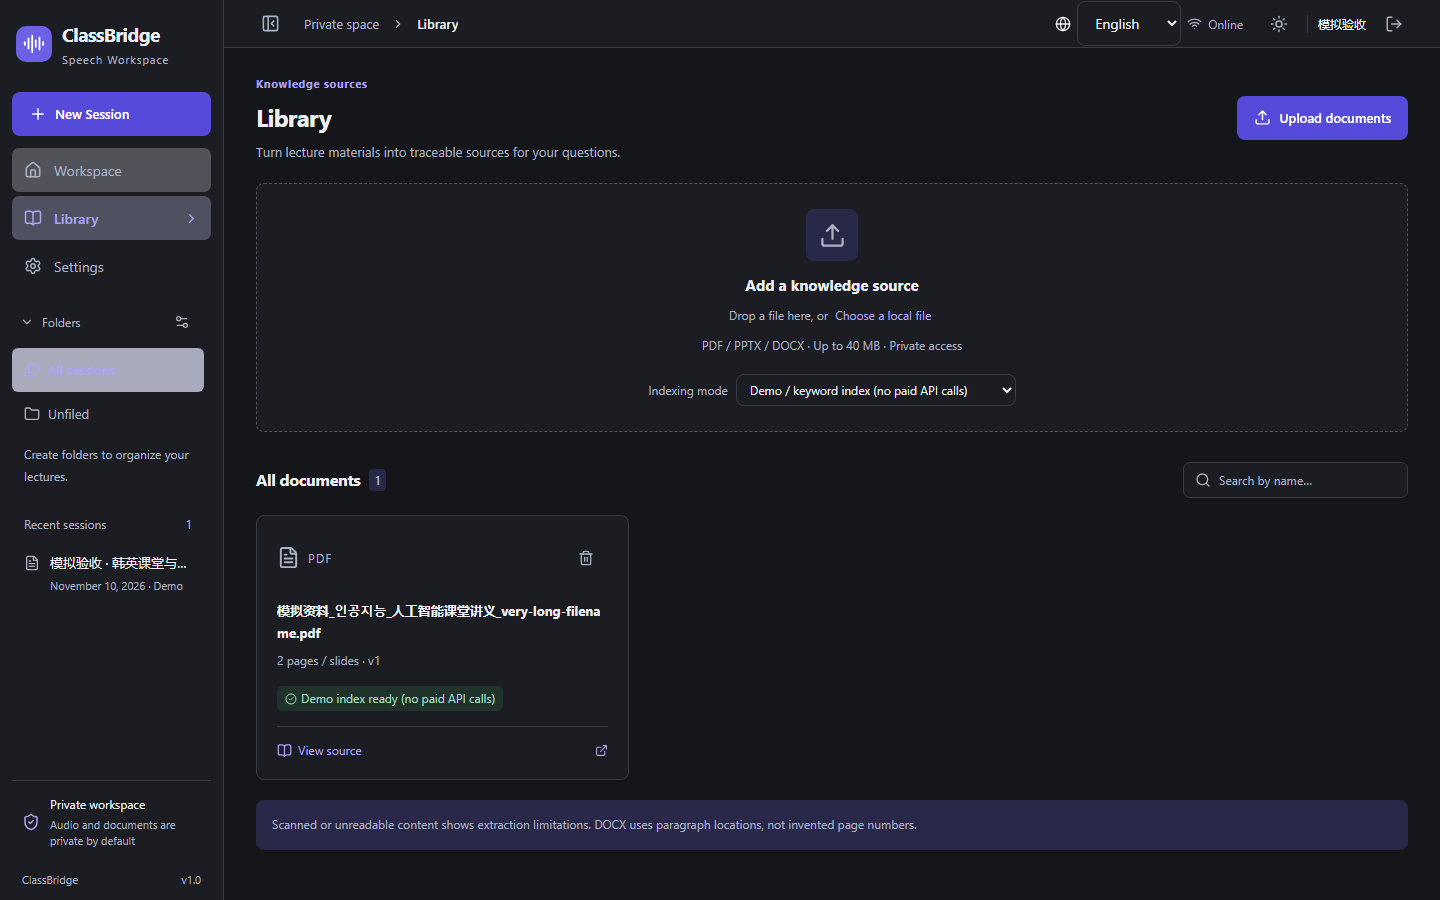 ClassBridge
Speech Workspace
New Session
Workspace
Library
Settings
Folders
All sessions
Unfiled
Create folders to organize your
lectures.
Recent sessions 1
模拟验收 · 韩英课堂与...
November 10, 2026 · Demo
Private workspace
Audio and documents are
private by default
ClassBridge v1.0
Private space > Library
English
Online
模拟验收
Knowledge sources
Library
Turn lecture materials into traceable sources for your questions.
Upload documents
Add a knowledge source
Drop a file here, or Choose a local file
PDF / PPTX / DOCX · Up to 40 MB · Private access
Indexing mode Demo / keyword index (no paid API calls)
All documents 1
Search by name...
PDF
模拟资料_인공지능_人工智能课堂讲义_very-long-filena
me.pdf
2 pages / slides · v1
Demo index ready (no paid API calls)
View source
Scanned or unreadable content shows extraction limitations. DOCX uses paragraph locations, not invented page numbers.